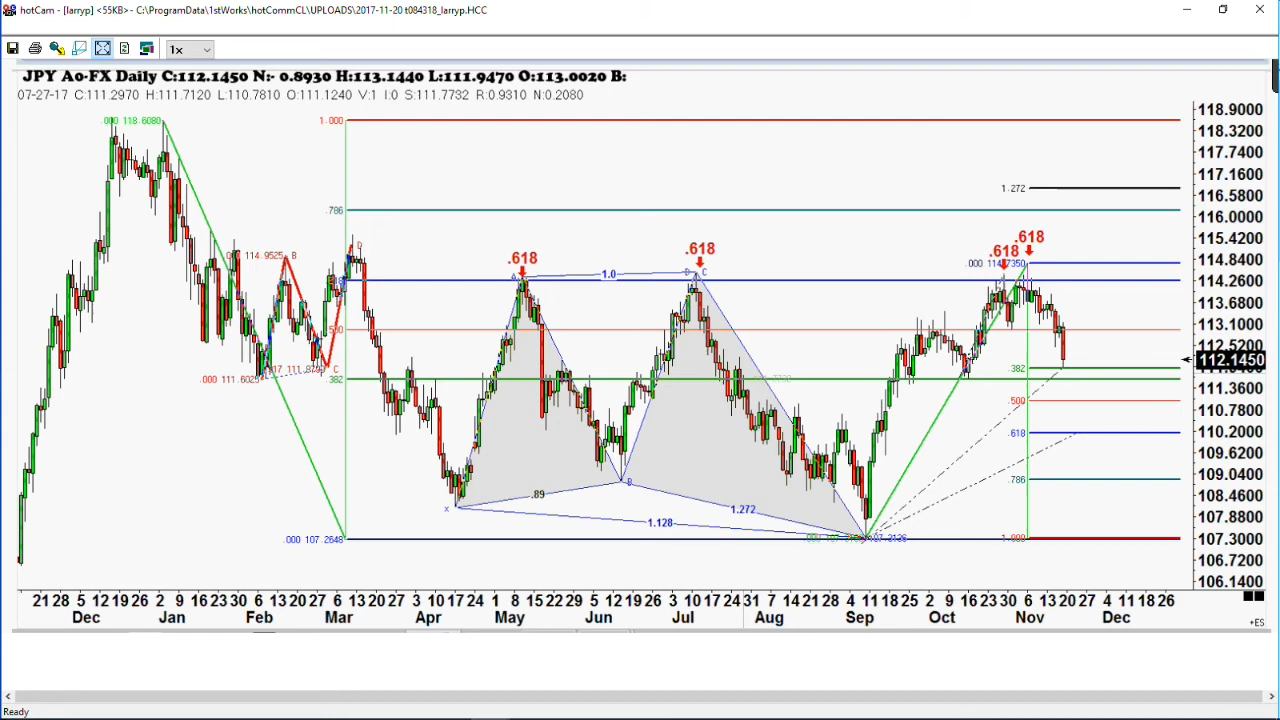 hotCam - [larryp] <55KB> - C:\ProgramData\1stWorks\hotCommCL\UPLOADS\2017-11-20 t084318_larryp.HCC
1x
JPY A0-FX Daily C:112.1450 N:- 0.8930 H:113.1440 L:111.9470 O:113.0020 B:
07-27-17 C:111.2970 H:111.7120 L:110.7810 O:111.1240 V:1 I:0 S:111.7732 R:0.9310 N:0.2080
118.9000
.000 118.6080
1.000
118.3200
117.7400
117.1600
1.272
116.5800
.786
116.0000
115.4200
D
.618
.618
.618
.618
.000 114.9525 B
114.8400
A
1.0
D
C
114.2600
113.6800
.500
113.1000
112.5200
112.1450
.000 111.6025
C
.382
.382
111.3600
.500
110.7800
.618
110.2000
109.6200
.786
B
109.0400
.89
108.4600
X
1.272
1.128
107.8800
.000 107.2648
1.000
107.3000
106.7200
106.1400
21 28 5 12 19 26 2 9 16 23 30 6 13 20 27 6 13 20 27 3 10 17 24 1 8 15 22 29 5 12 19 26 3 10 17 24 31 7 14 21 28 4 11 18 25 2 9 16 23 30 6 13 20 27 4 11 18 26
Dec Jan Feb Mar Apr May Jun Jul Aug Sep Oct Nov Dec
+ES
Ready